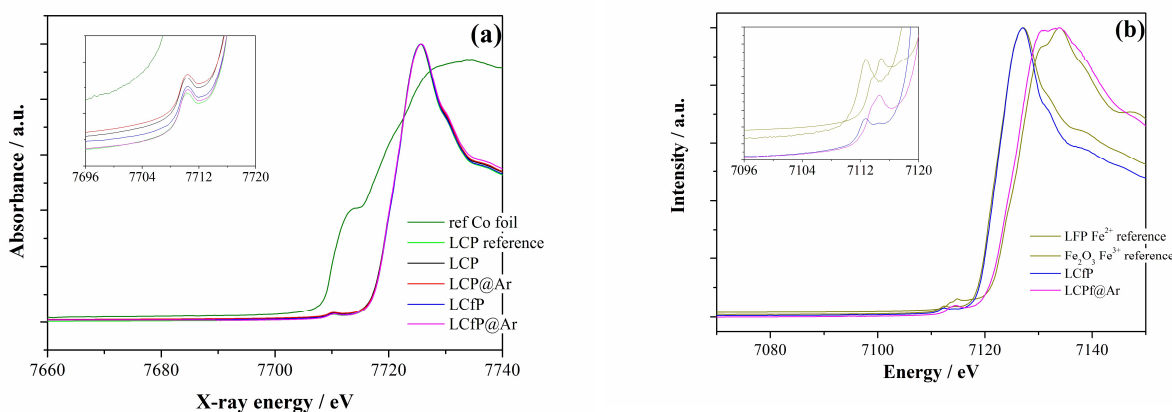 (a)
Absorbance / a.u.
7696 7704 7712 7720
ref Co foil
LCP reference
LCP
LCP@Ar
LCfP
LCfP@Ar
7660 7680 7700 7720 7740
X-ray energy / eV
(b)
Intensity / a.u.
7096 7104 7112 7120
LFP Fe²⁺ reference
Fe₂O₃ Fe³⁺ reference
LCfP
LCPf@Ar
7080 7100 7120 7140
Energy / eV